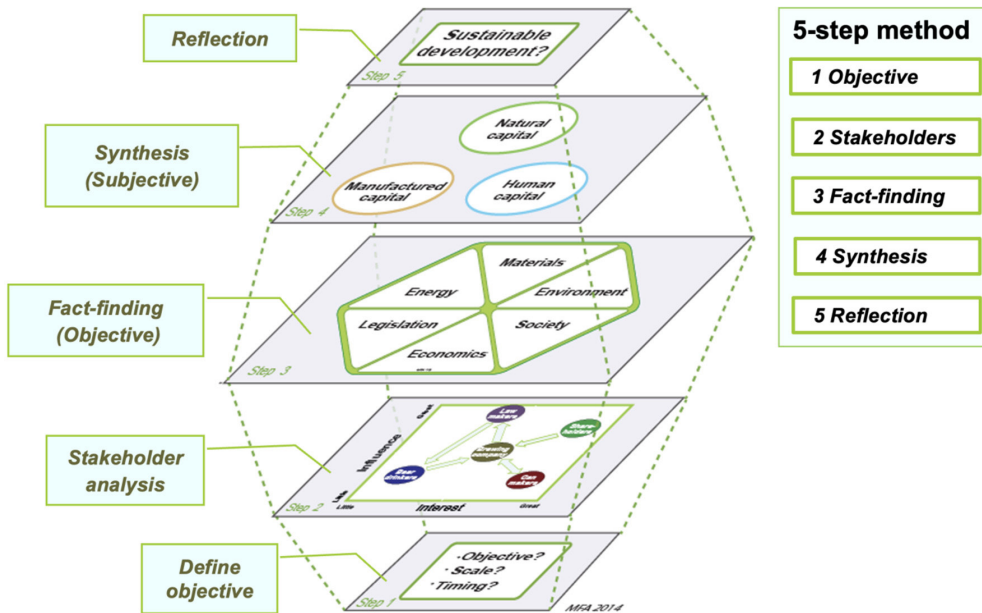 5-step method
1 Objective
2 Stakeholders
3 Fact-finding
4 Synthesis
5 Reflection
Reflection
Sustainable
development?
Step 5
Synthesis
(Subjective)
Natural
capital
Manufactured
capital
Human
capital
Step 4
Fact-finding
(Objective)
Materials
Energy
Environment
Legislation
Society
Economics
Step 3
Stakeholder
analysis
Influence
Great
Law
makers
Share-
holders
Brewing
company
Beer
drinkers
Can
makers
Little
Little
Interest
Great
Step 2
Define
objective
·Objective?
· Scale?
·Timing?
Step 1
MFA 2014